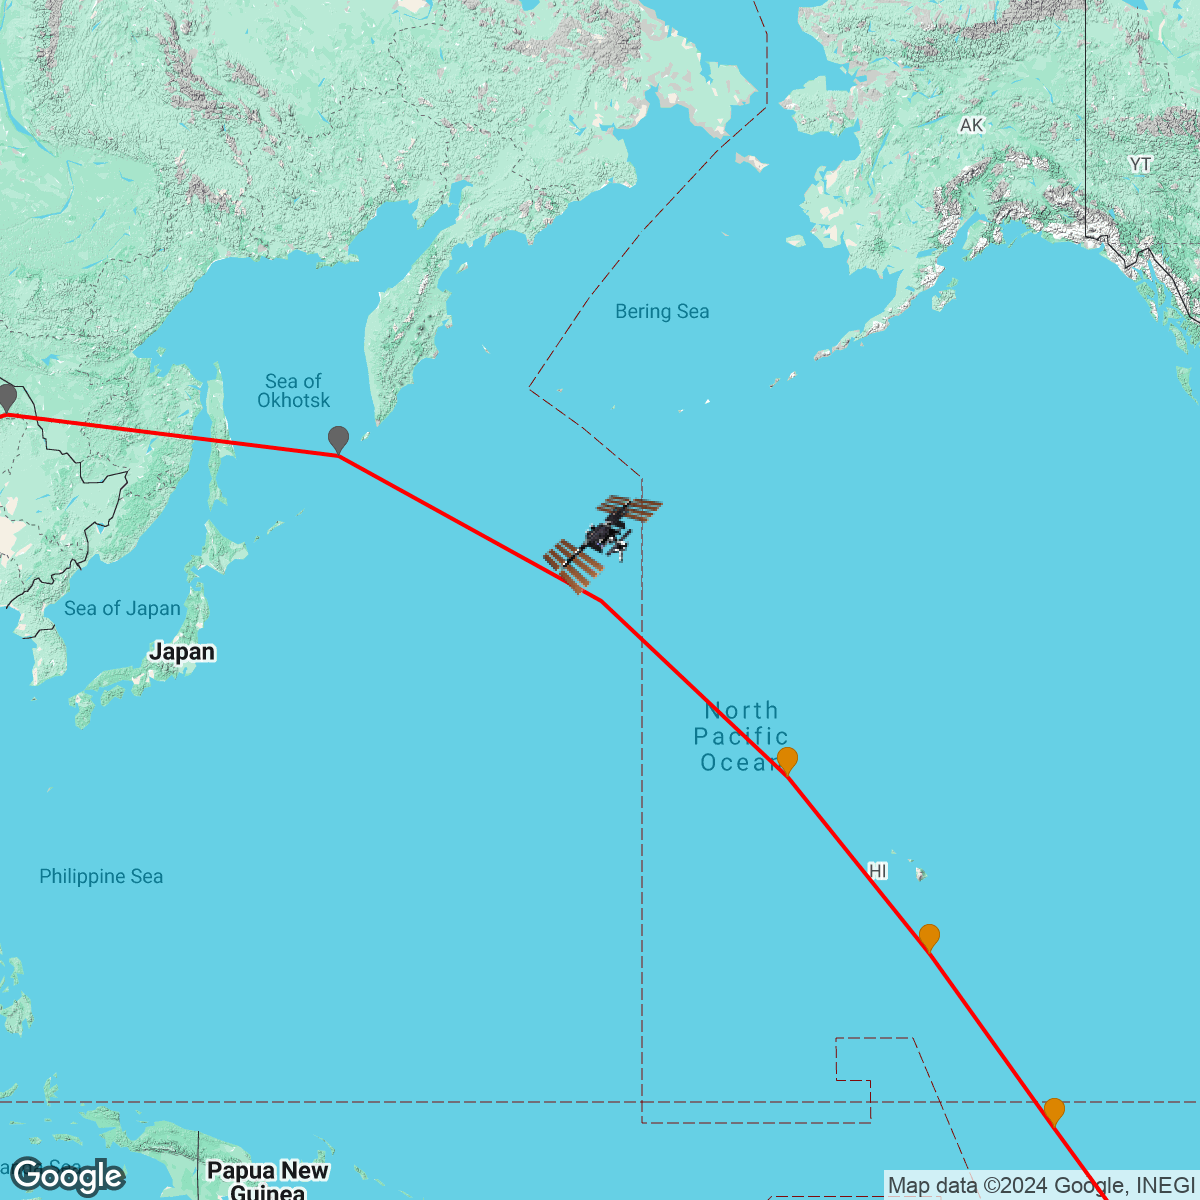 AK
YT
Bering Sea
Sea of
Okhotsk
Sea of Japan
Japan
North
Pacific
Ocean
HI
Philippine Sea
Papua New
Guinea
Google
Map data ©2024 Google, INEGI